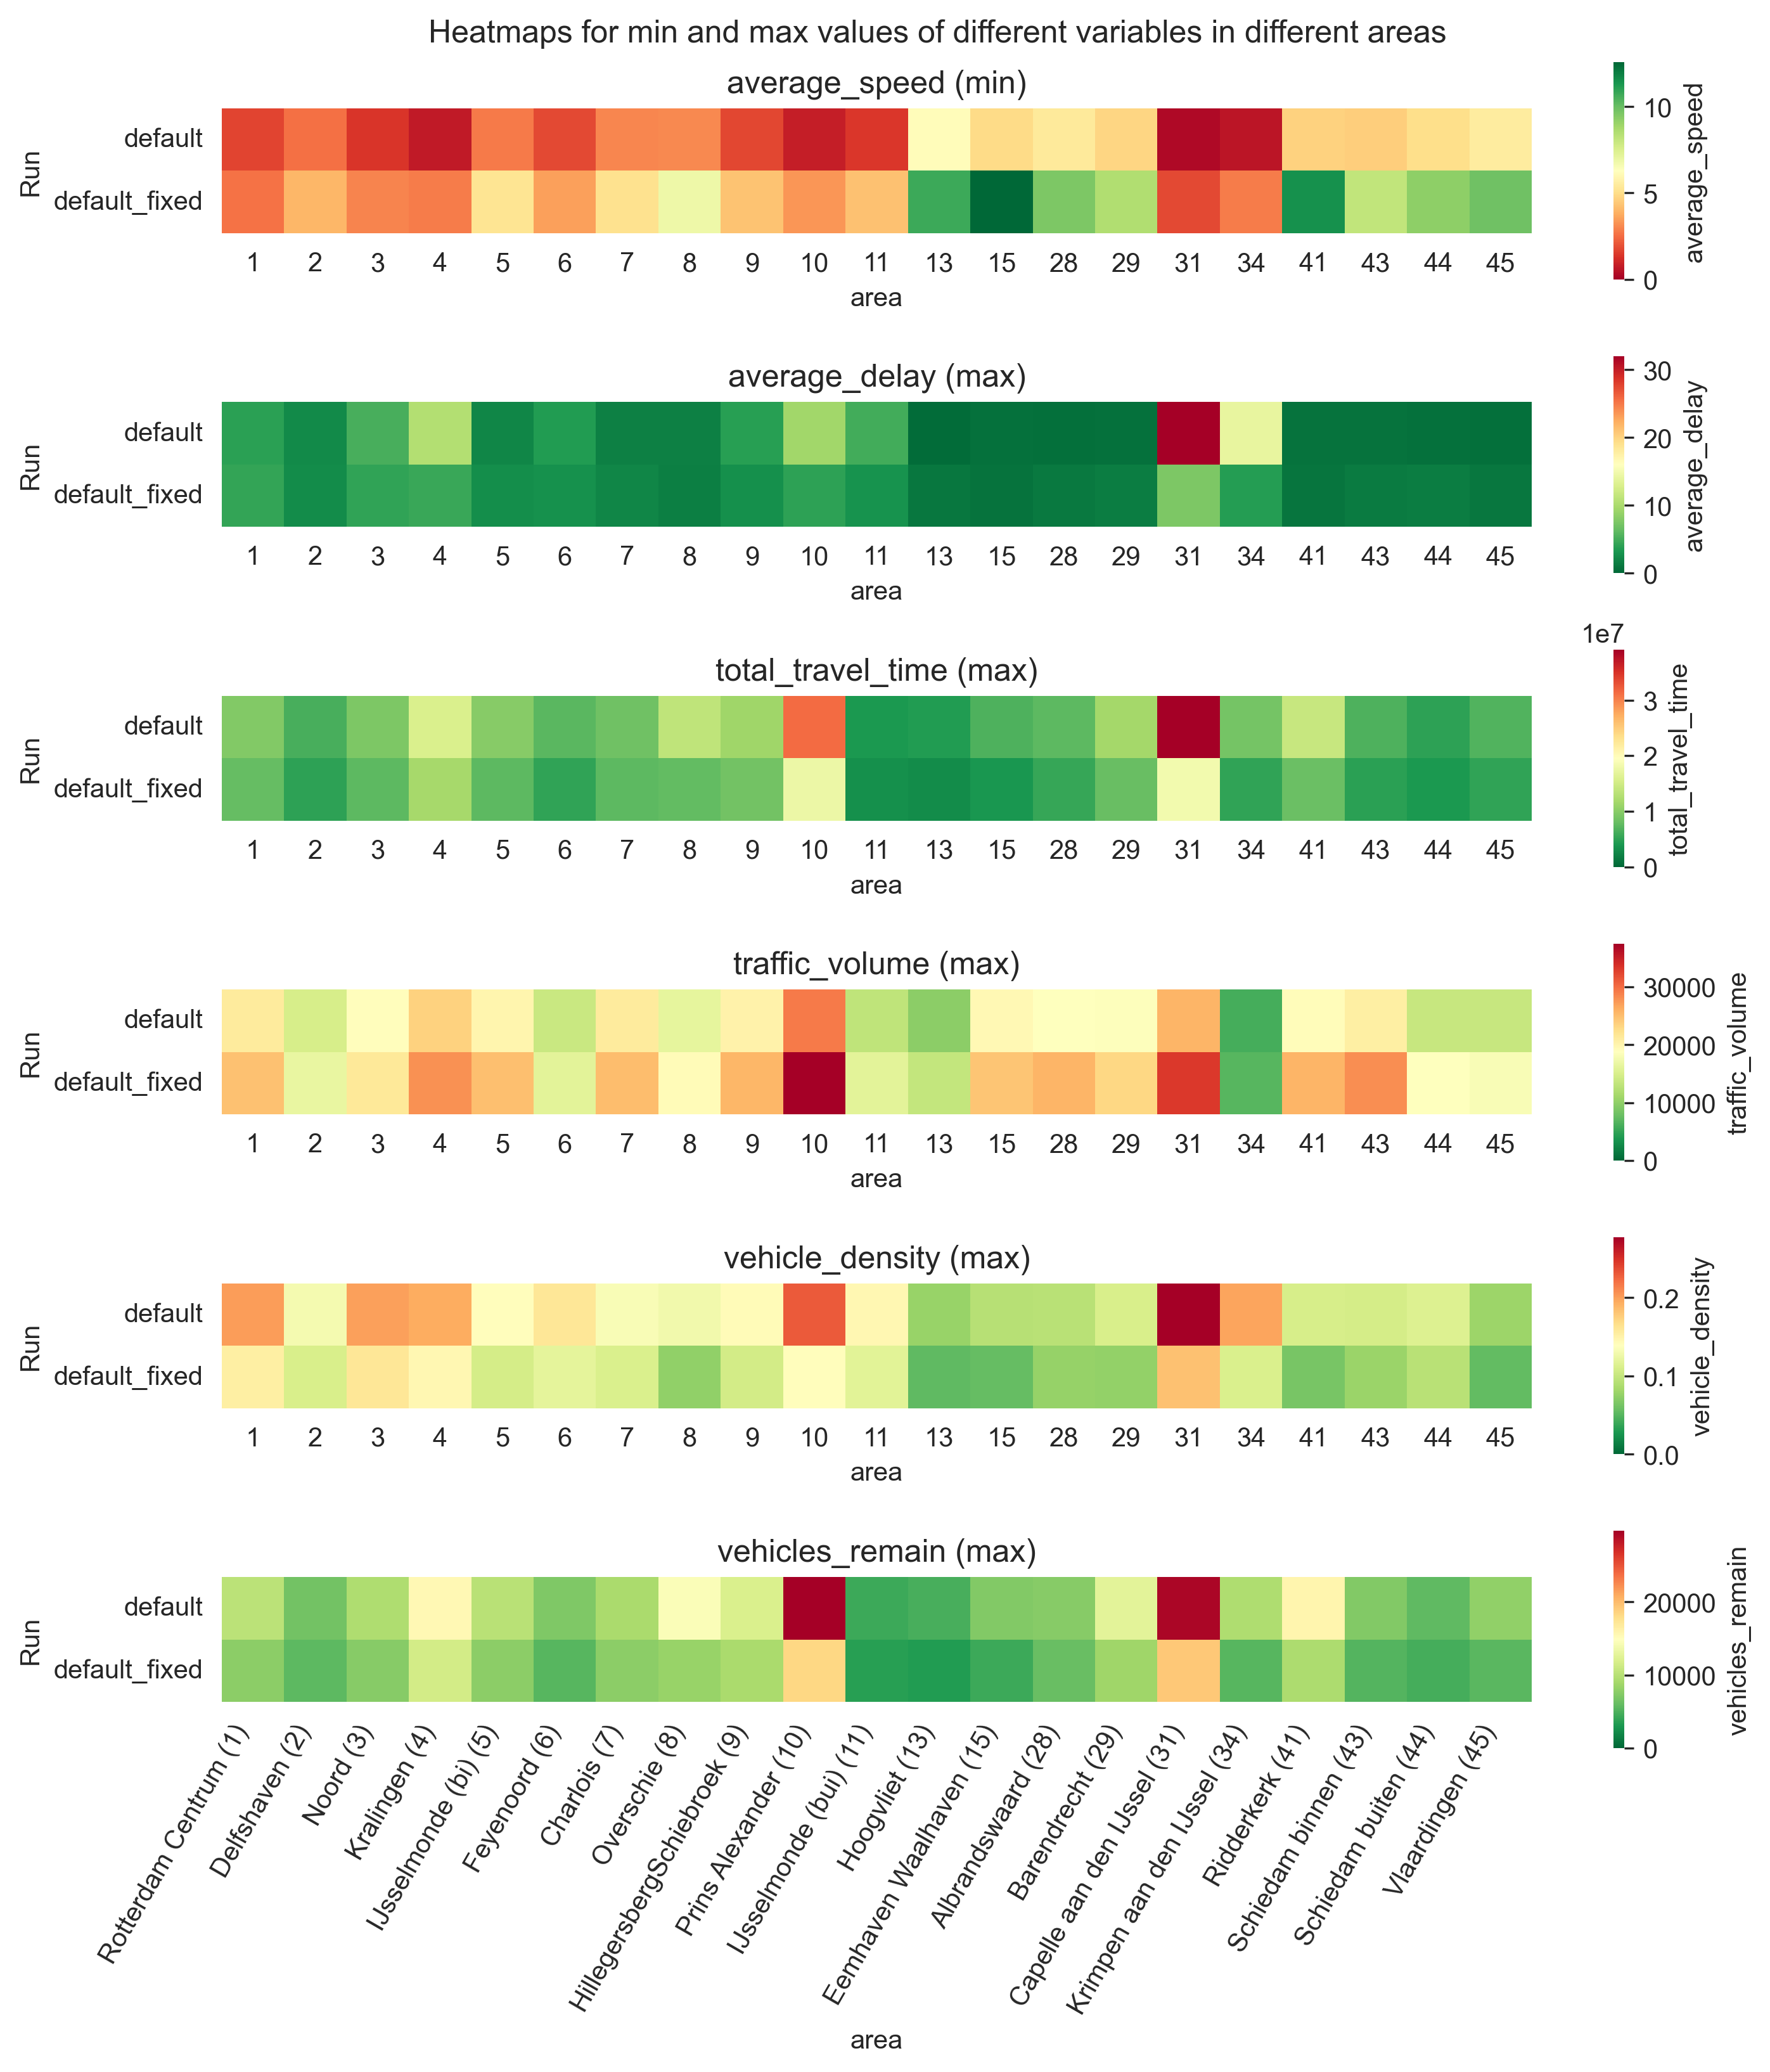 Heatmaps for min and max values of different variables in different areas
average_speed (min)
Run
default
default_fixed
1 2 3 4 5 6 7 8 9 10 11 13 15 28 29 31 34 41 43 44 45
area
10
5
0
average_speed
average_delay (max)
Run
default
default_fixed
1 2 3 4 5 6 7 8 9 10 11 13 15 28 29 31 34 41 43 44 45
area
30
20
10
0
average_delay
1e7
total_travel_time (max)
Run
default
default_fixed
1 2 3 4 5 6 7 8 9 10 11 13 15 28 29 31 34 41 43 44 45
area
3
2
1
0
total_travel_time
traffic_volume (max)
Run
default
default_fixed
1 2 3 4 5 6 7 8 9 10 11 13 15 28 29 31 34 41 43 44 45
area
30000
20000
10000
0
traffic_volume
vehicle_density (max)
Run
default
default_fixed
1 2 3 4 5 6 7 8 9 10 11 13 15 28 29 31 34 41 43 44 45
area
0.2
0.1
0.0
vehicle_density
vehicles_remain (max)
Run
default
default_fixed
20000
10000
0
vehicles_remain
Rotterdam Centrum (1)
Delfshaven (2)
Noord (3)
Kralingen (4)
IJsselmonde (bi) (5)
Feyenoord (6)
Charlois (7)
Overschie (8)
HillegersbergSchiebroek (9)
Prins Alexander (10)
IJsselmonde (bui) (11)
Hoogvliet (13)
Eemhaven Waalhaven (15)
Albrandswaard (28)
Barendrecht (29)
Capelle aan den IJssel (31)
Krimpen aan den IJssel (34)
Ridderkerk (41)
Schiedam binnen (43)
Schiedam buiten (44)
Vlaardingen (45)
area